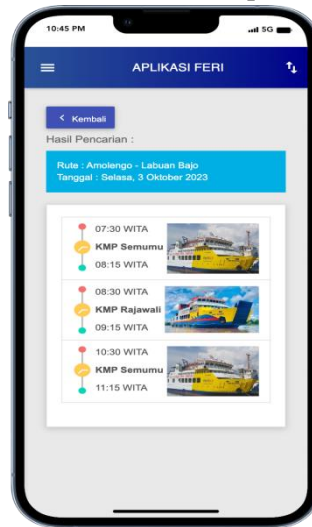 10:45 PM
5G
APLIKASI FERI
Kembali
Hasil Pencarian :
Rute : Amolengo - Labuan Bajo
Tanggal : Selasa, 3 Oktober 2023
07:30 WITA
KMP Semumu
08:15 WITA
08:30 WITA
KMP Rajawali
09:15 WITA
10:30 WITA
KMP Semumu
11:15 WITA